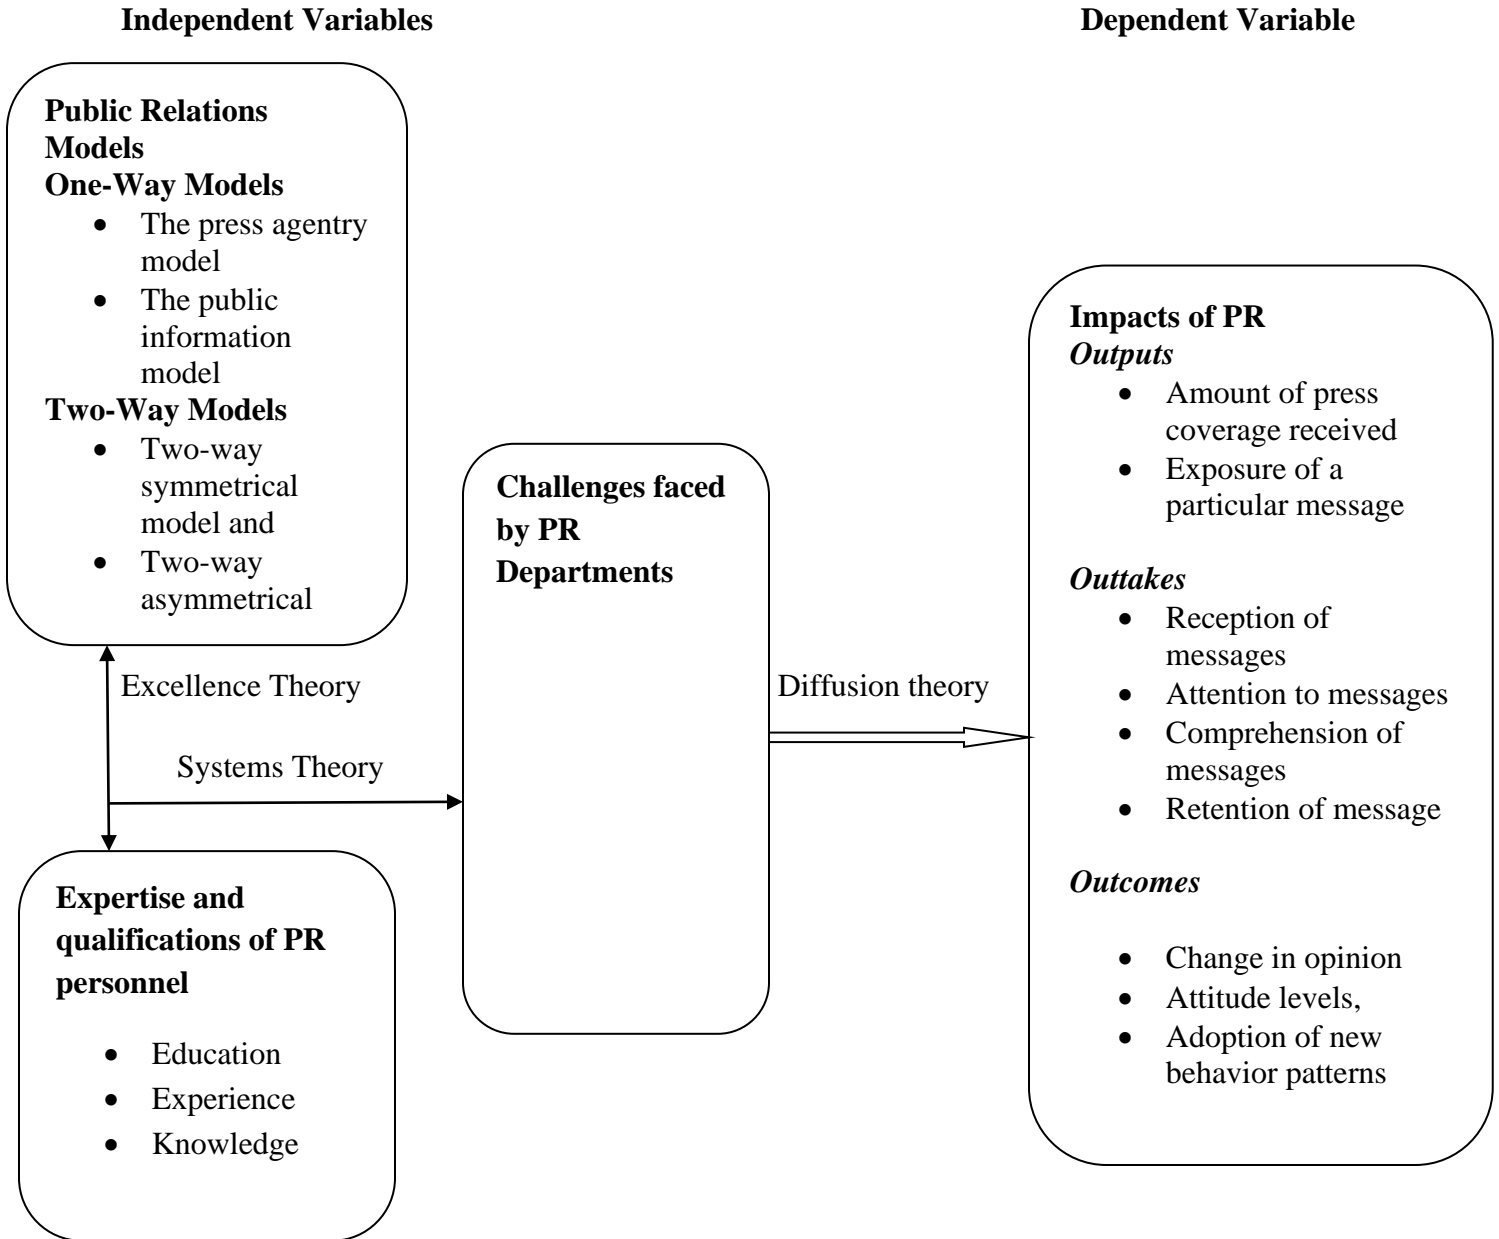 Independent Variables
Dependent Variable
Public Relations
Models
One-Way Models
• The press agentry
model
• The public
information
model
Two-Way Models
• Two-way
symmetrical
model and
• Two-way
asymmetrical
Excellence Theory
Systems Theory
Expertise and
qualifications of PR
personnel
• Education
• Experience
• Knowledge
Challenges faced
by PR
Departments
Diffusion theory
Impacts of PR
Outputs
• Amount of press
coverage received
• Exposure of a
particular message
Outtakes
• Reception of
messages
• Attention to messages
• Comprehension of
messages
• Retention of message
Outcomes
• Change in opinion
• Attitude levels,
• Adoption of new
behavior patterns